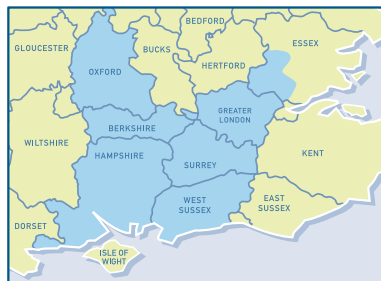 BEDFORD
GLOUCESTER
BUCKS
ESSEX
OXFORD
HERTFORD
GREATER
LONDON
BERKSHIRE
WILTSHIRE
HAMPSHIRE
SURREY
KENT
WEST
SUSSEX
EAST
SUSSEX
DORSET
ISLE OF
WIGHT